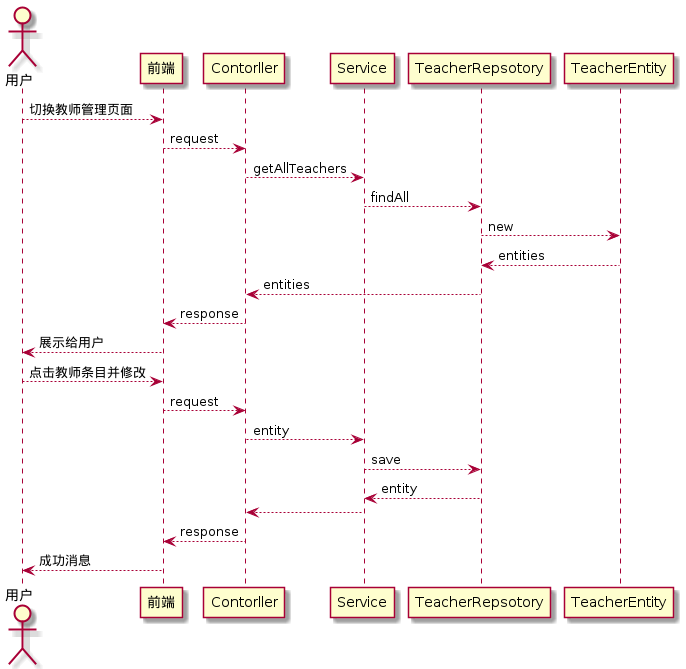 用户
前端
Contorller
Service
TeacherRepsotory
TeacherEntity
切换教师管理页面
request
getAllTeachers
findAll
new
entities
entities
response
展示给用户
点击教师条目并修改
request
entity
save
entity
response
成功消息
用户
前端
Contorller
Service
TeacherRepsotory
TeacherEntity